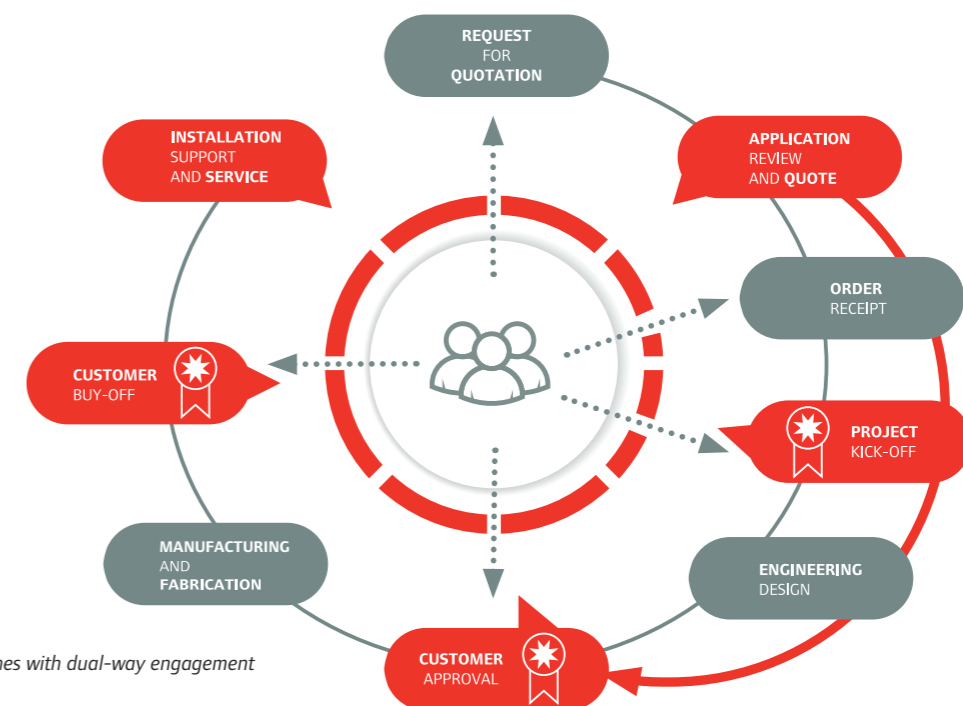 REQUEST
FOR
QUOTATION
APPLICATION
REVIEW
AND QUOTE
ORDER
RECEIPT
PROJECT
KICK-OFF
ENGINEERING
DESIGN
CUSTOMER
APPROVAL
MANUFACTURING
AND
FABRICATION
CUSTOMER
BUY-OFF
INSTALLATION
SUPPORT
AND SERVICE
with dual-way engagement